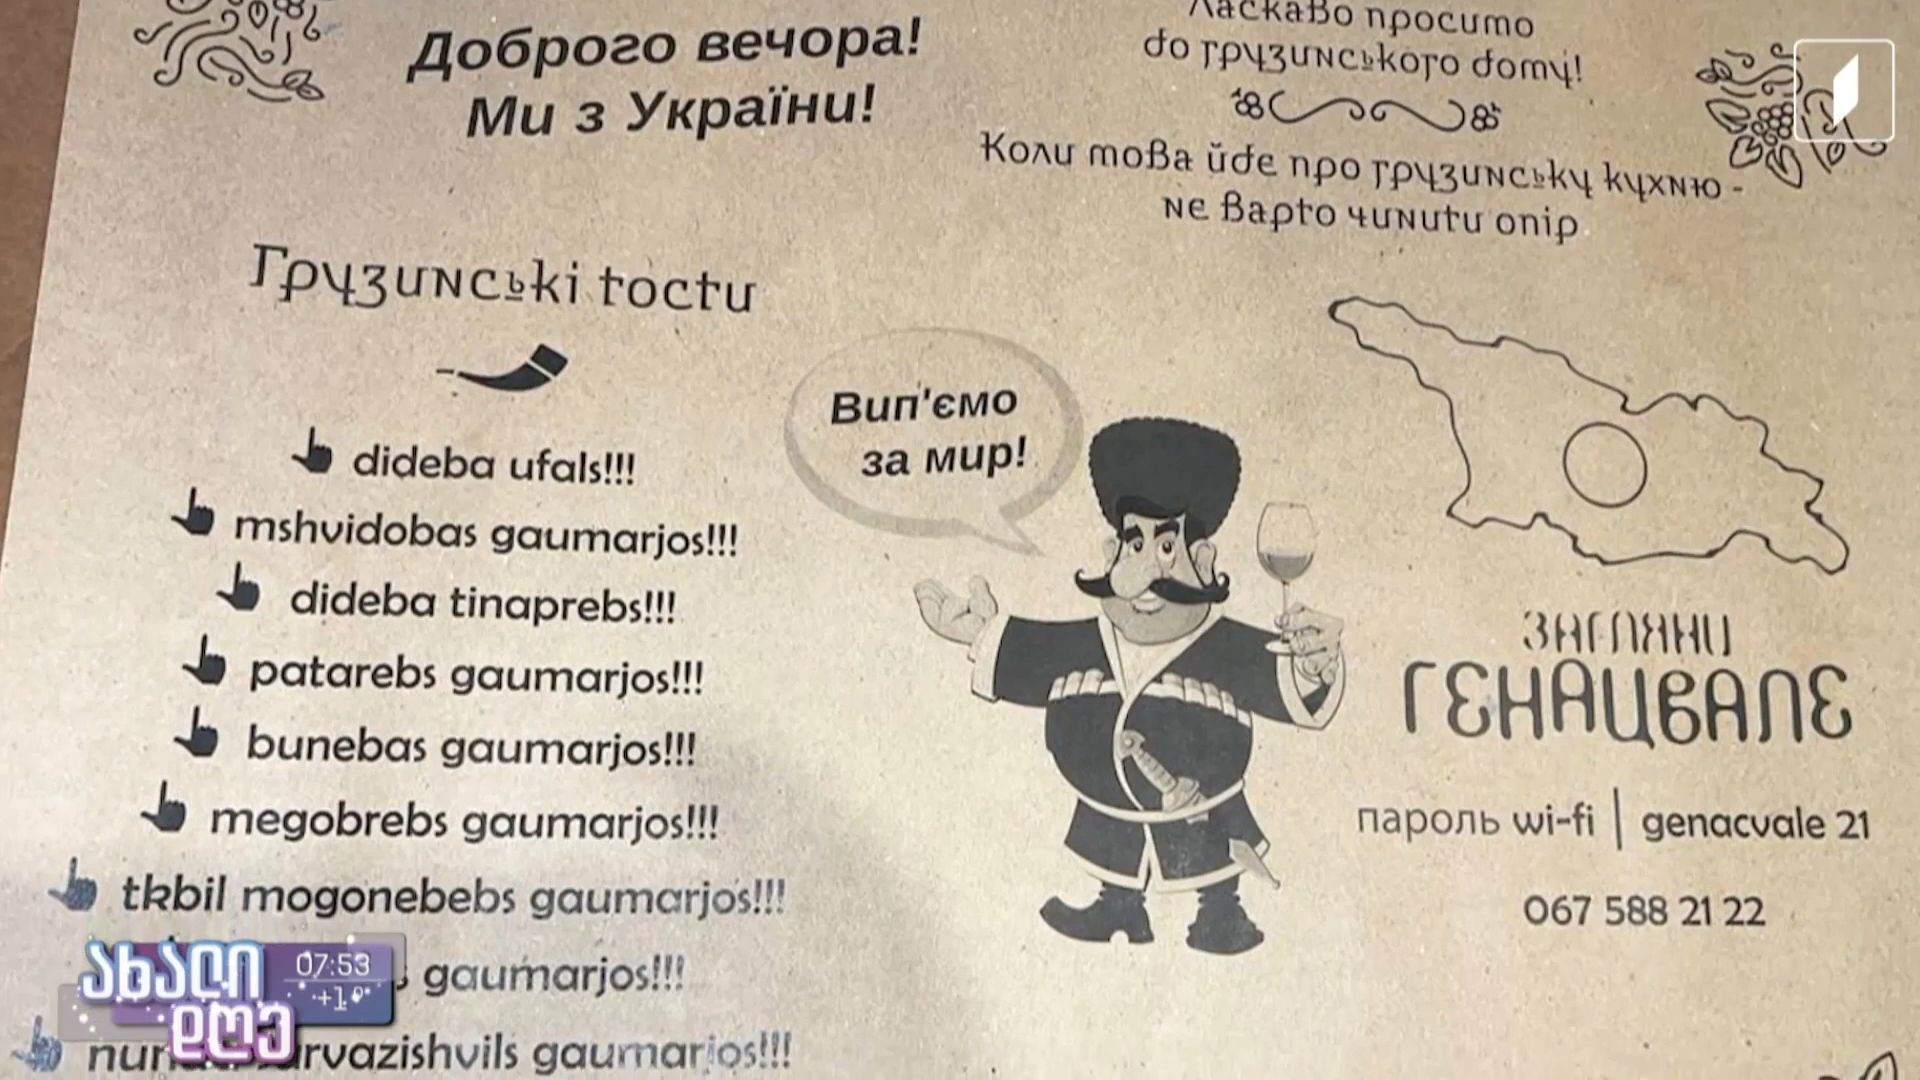 Доброго вечора!
Ми з України!
Ласкаво просимо
до грузинського дому!
Коли мова йде про грузинську кухню -
не варто чинити опір
Грузинські тости
dideba ufals!!!
mshvidobas gaumarjos!!!
dideba tinaprebs!!!
patarebs gaumarjos!!!
bunebas gaumarjos!!!
megobrebs gaumarjos!!!
tkbil mogonebebs gaumarjos!!!
gaumarjos!!!
gaumarjos!!!
Вип'ємо
за мир!
ЗАГЛЯНИ
ГЕНАЦВАЛЕ
пароль wi-fi | genacvale 21
067 588 21 22
ახალი
დღე
07:53
+1°